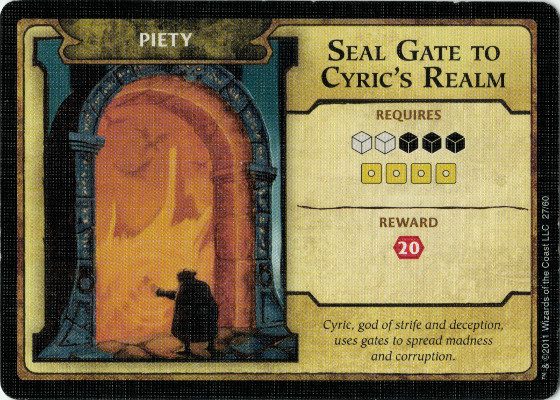 PIETY
SEAL GATE TO
CYRIC'S REALM
REQUIRES
REWARD
20
Cyric, god of strife and deception,
uses gates to spread madness
and corruption.
™ & ©2011 Wizards of the Coast LLC 27/60